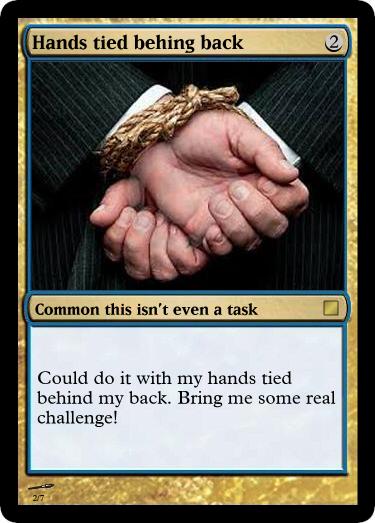 Hands tied behing back 2
Common this isn't even a task
Could do it with my hands tied
behind my back. Bring me some real
challenge!
2/7